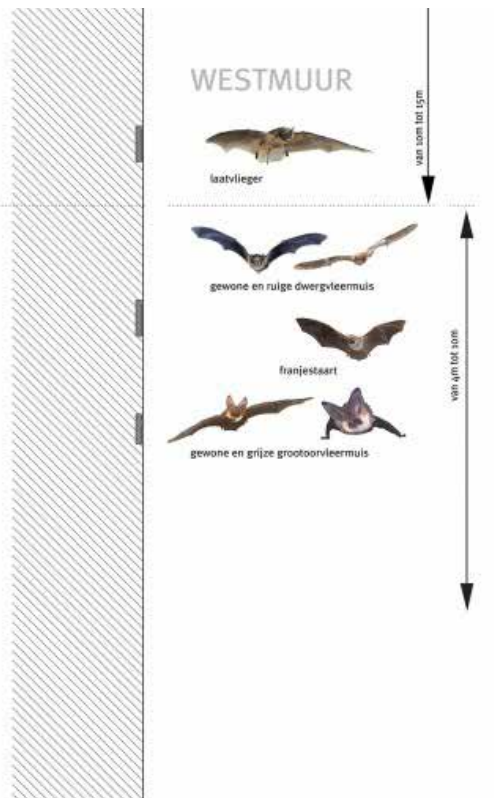 WESTMUUR
van 10m tot 15m
laatvlieger
gewone en ruige dwergvleermuis
franjestaart
van 4m tot 10m
gewone en grijze grootoorvleermuis